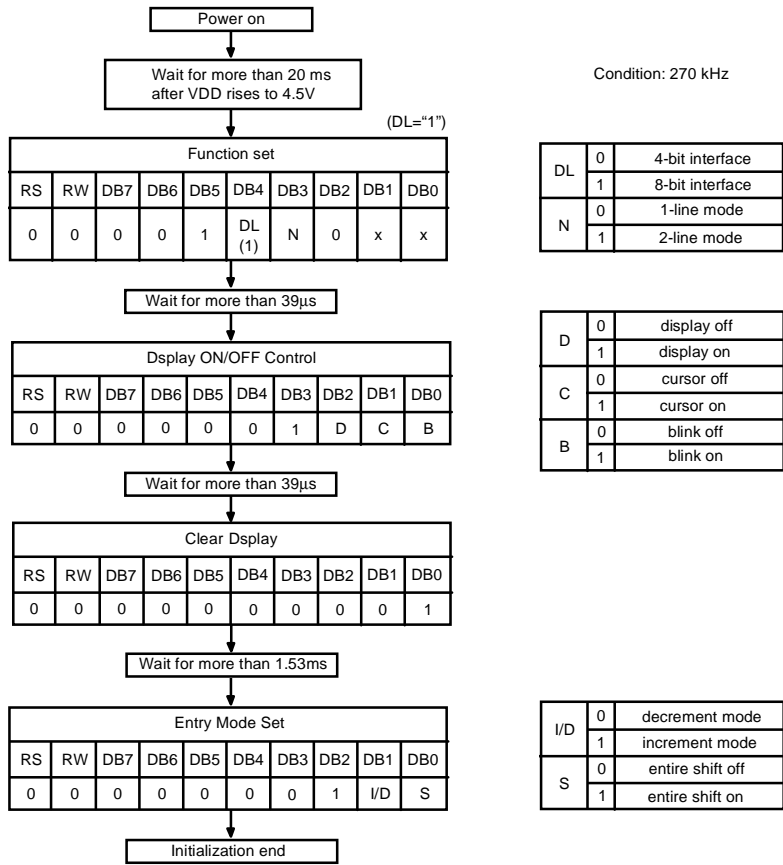 Power on
Wait for more than 20 ms
after VDD rises to 4.5V
Condition: 270 kHz
(DL=“1”)
Function set
RS RW DB7 DB6 DB5 DB4 DB3 DB2 DB1 DB0
0 0 0 0 1 DL (1) N 0 x x
DL 0 4-bit interface
1 8-bit interface
N 0 1-line mode
1 2-line mode
Wait for more than 39μs
Dsplay ON/OFF Control
RS RW DB7 DB6 DB5 DB4 DB3 DB2 DB1 DB0
0 0 0 0 0 0 1 D C B
D 0 display off
1 display on
C 0 cursor off
1 cursor on
B 0 blink off
1 blink on
Wait for more than 39μs
Clear Dsplay
RS RW DB7 DB6 DB5 DB4 DB3 DB2 DB1 DB0
0 0 0 0 0 0 0 0 0 1
Wait for more than 1.53ms
Entry Mode Set
RS RW DB7 DB6 DB5 DB4 DB3 DB2 DB1 DB0
0 0 0 0 0 0 0 1 I/D S
I/D 0 decrement mode
1 increment mode
S 0 entire shift off
1 entire shift on
Initialization end